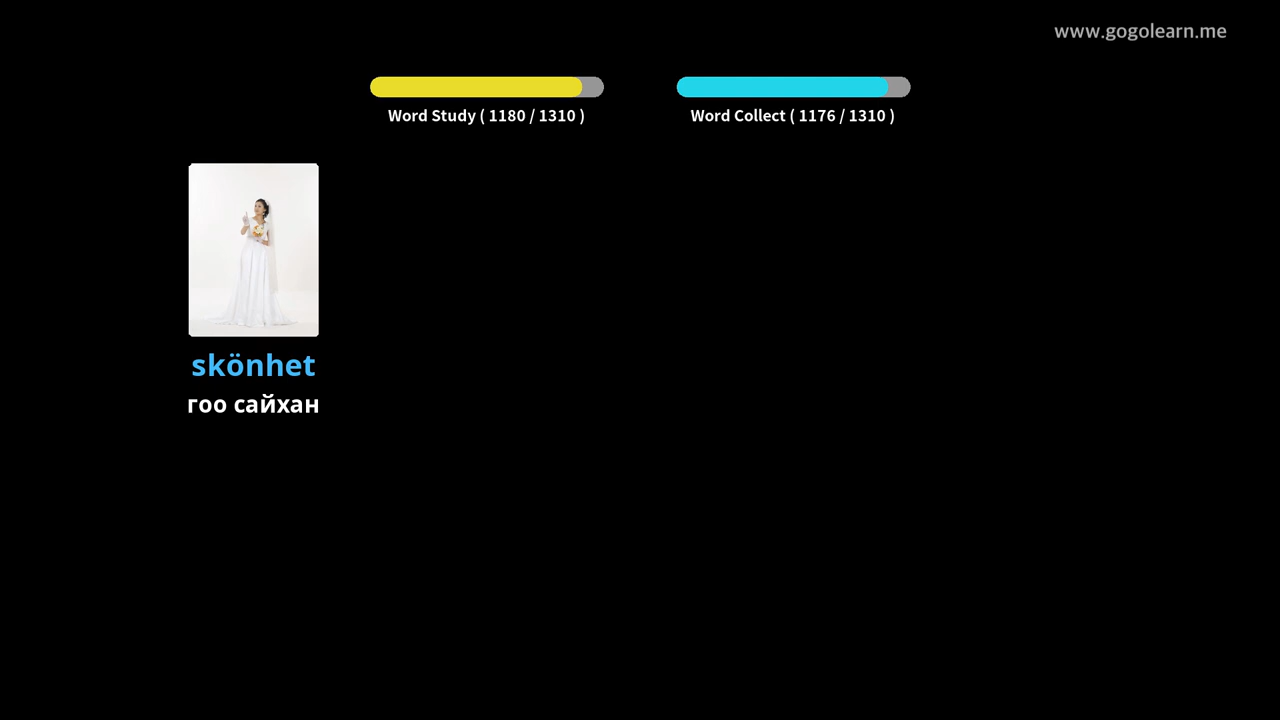 www.gogolearn.me
Word Study ( 1180 / 1310 )
Word Collect ( 1176 / 1310 )
skönhet
гоо сайхан